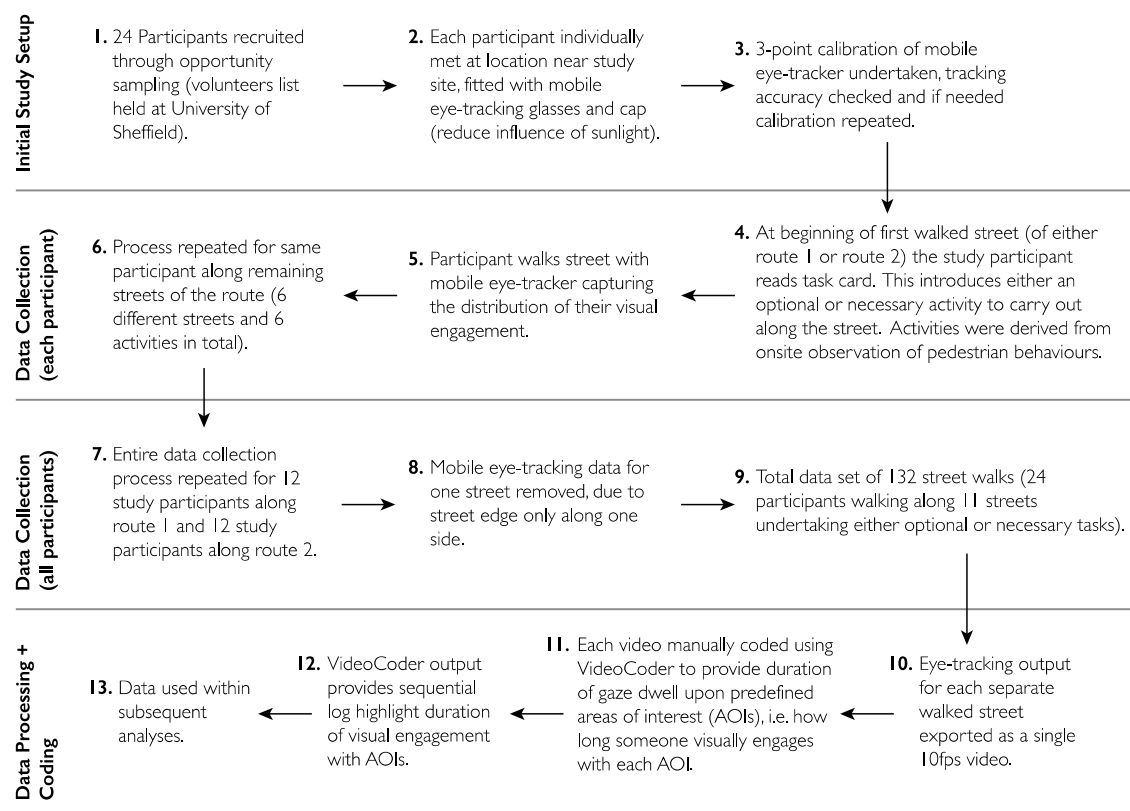 Initial Study Setup
1. 24 Participants recruited
through opportunity
sampling (volunteers list
held at University of
Sheffield).
2. Each participant individually
met at location near study
site, fitted with mobile
eye-tracking glasses and cap
(reduce influence of sunlight).
3. 3-point calibration of mobile
eye-tracker undertaken, tracking
accuracy checked and if needed
calibration repeated.
Data Collection
(each participant)
4. At beginning of first walked street (of either
route 1 or route 2) the study participant
reads task card. This introduces either an
optional or necessary activity to carry out
along the street. Activities were derived from
onsite observation of pedestrian behaviours.
5. Participant walks street with
mobile eye-tracker capturing
the distribution of their visual
engagement.
6. Process repeated for same
participant along remaining
streets of the route (6
different streets and 6
activities in total).
Data Collection
(all participants)
7. Entire data collection
process repeated for 12
study participants along
route 1 and 12 study
participants along route 2.
8. Mobile eye-tracking data for
one street removed, due to
street edge only along one
side.
9. Total data set of 132 street walks (24
participants walking along 11 streets
undertaking either optional or necessary tasks).
Data Processing +
Coding
10. Eye-tracking output
for each separate
walked street
exported as a single
10fps video.
11. Each video manually coded using
VideoCoder to provide duration
of gaze dwell upon predefined
areas of interest (AOIs), i.e. how
long someone visually engages
with each AOI.
12. VideoCoder output
provides sequential
log highlight duration
of visual engagement
with AOIs.
13. Data used within
subsequent
analyses.